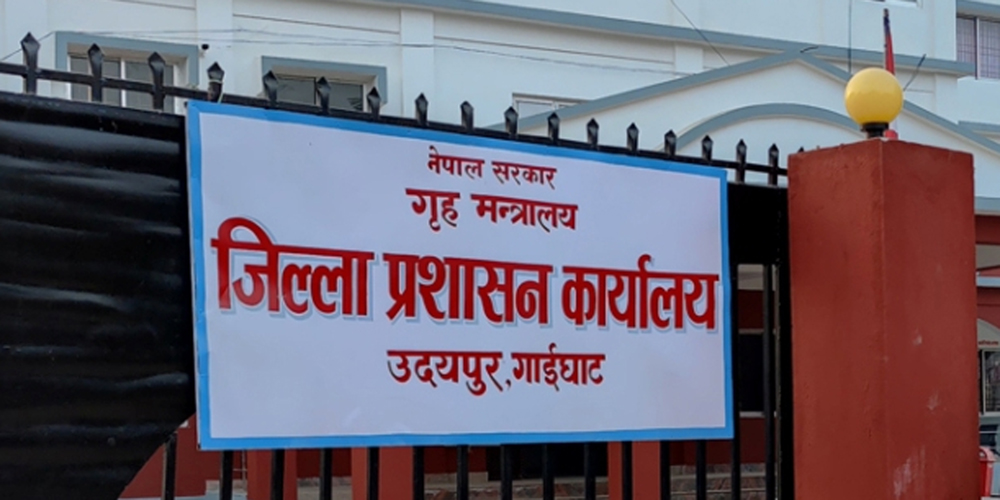 नेपाल सरकार
गृह मन्त्रालय
जिल्ला प्रशासन कार्यालय
उदयपुर, गाईघाट